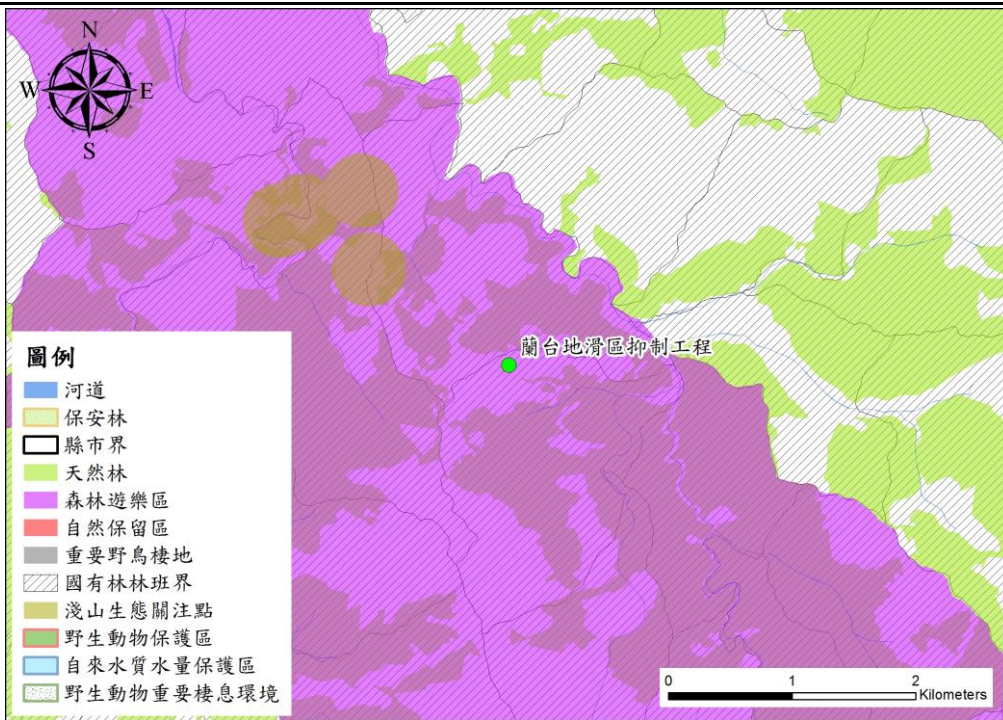 N
W E
S
蘭台地滑區抑制工程
圖例
河道
保安林
縣市界
天然林
森林遊樂區
自然保留區
重要野鳥棲地
國有林林班界
淺山生態關注點
野生動物保護區
自來水質水量保護區
野生動物重要棲息環境
0 1 2
Kilometers